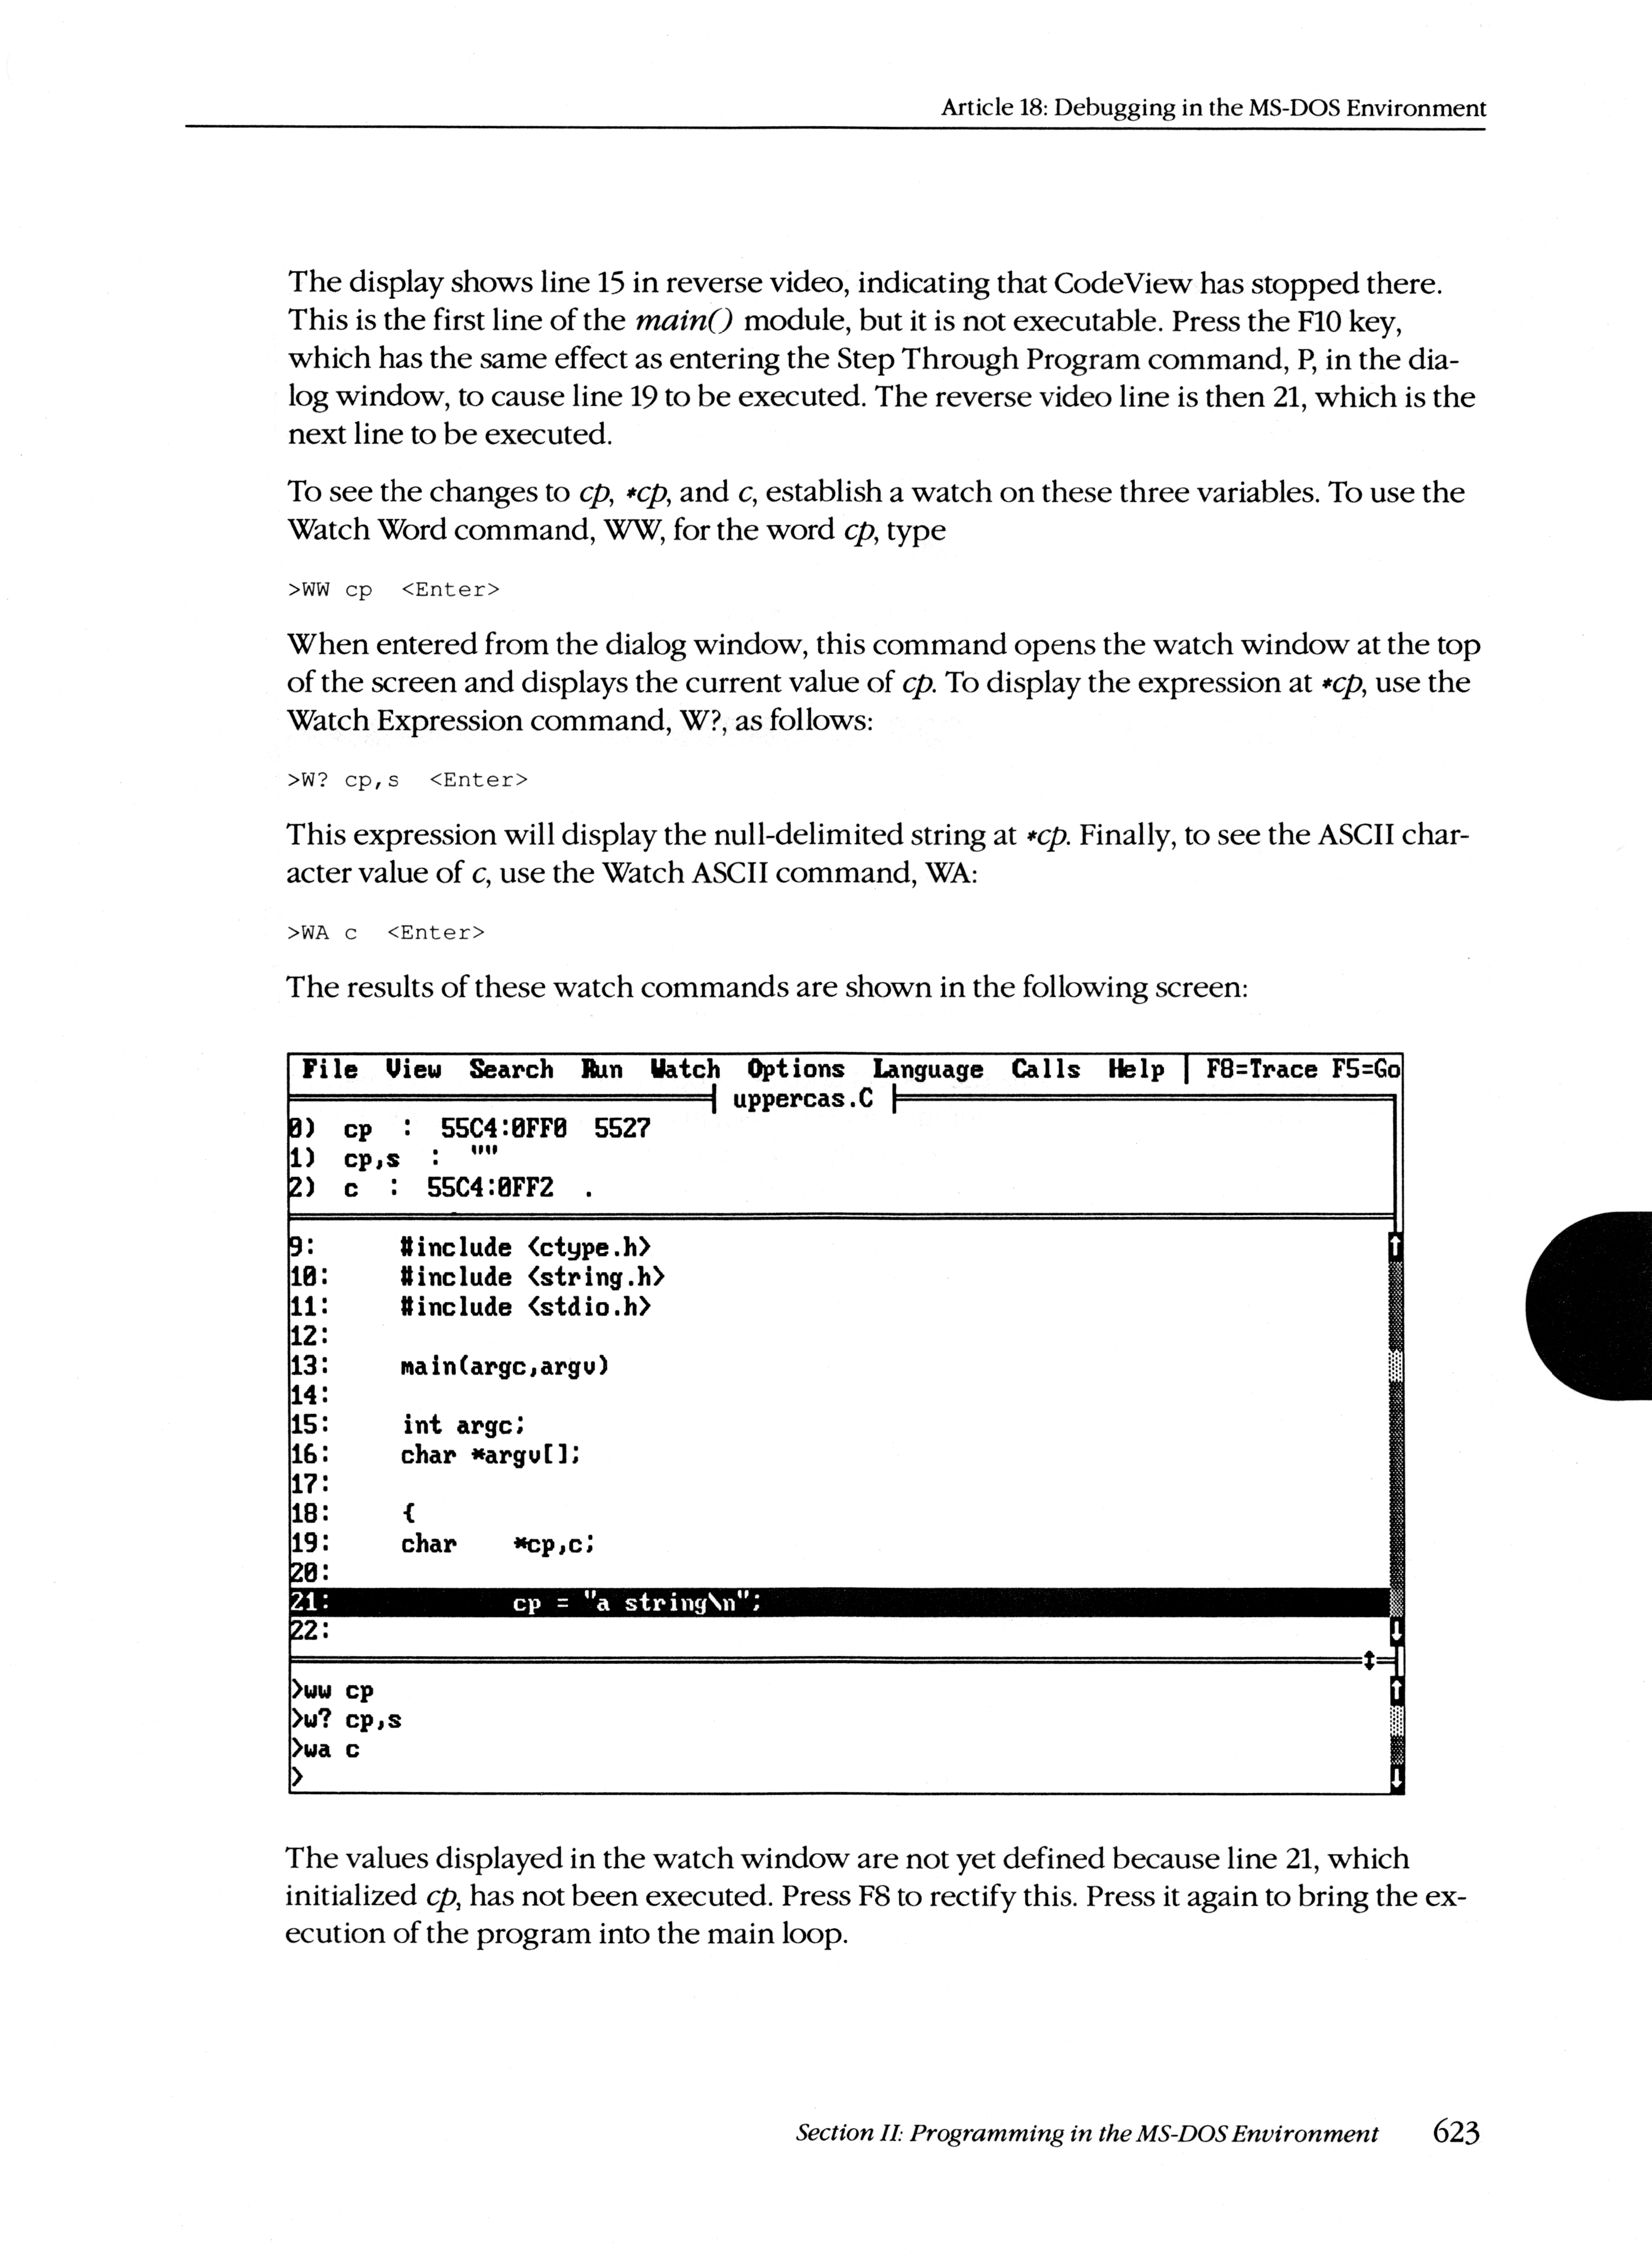 Article 18: Debugging in the MS-DOS Environment
The display shows line 15 in reverse video, indicating that CodeView has stopped there.
This is the first line of the main() module, but it is not executable. Press the F10 key,
which has the same effect as entering the Step Through Program command, P, in the dia-
log window, to cause line 19 to be executed. The reverse video line is then 21, which is the
next line to be executed.
To see the changes to cp, *cp, and c, establish a watch on these three variables. To use the
Watch Word command, WW, for the word cp, type
>WW cp  <Enter>
When entered from the dialog window, this command opens the watch window at the top
of the screen and displays the current value of cp. To display the expression at *cp, use the
Watch Expression command, W?, as follows:
>W? cp,s  <Enter>
This expression will display the null-delimited string at *cp. Finally, to see the ASCII char-
acter value of c, use the Watch ASCII command, WA:
>WA c  <Enter>
The results of these watch commands are shown in the following screen:
File View Search Run Watch Options Language Calls Help | F8=Trace F5=Go
uppercas.C
0) cp : 55C4:0FF0 5527
1) cp,s : ""
2) c : 55C4:0FF2 .
9: #include <ctype.h>
10: #include <string.h>
11: #include <stdio.h>
12:
13: main(argc,argv)
14:
15: int argc;
16: char *argv[];
17:
18: {
19: char *cp,c;
20:
21: cp = "a string\n";
22:
>ww cp
>w? cp,s
>wa c
>
The values displayed in the watch window are not yet defined because line 21, which
initialized cp, has not been executed. Press F8 to rectify this. Press it again to bring the ex-
ecution of the program into the main loop.
Section II: Programming in the MS-DOS Environment 623